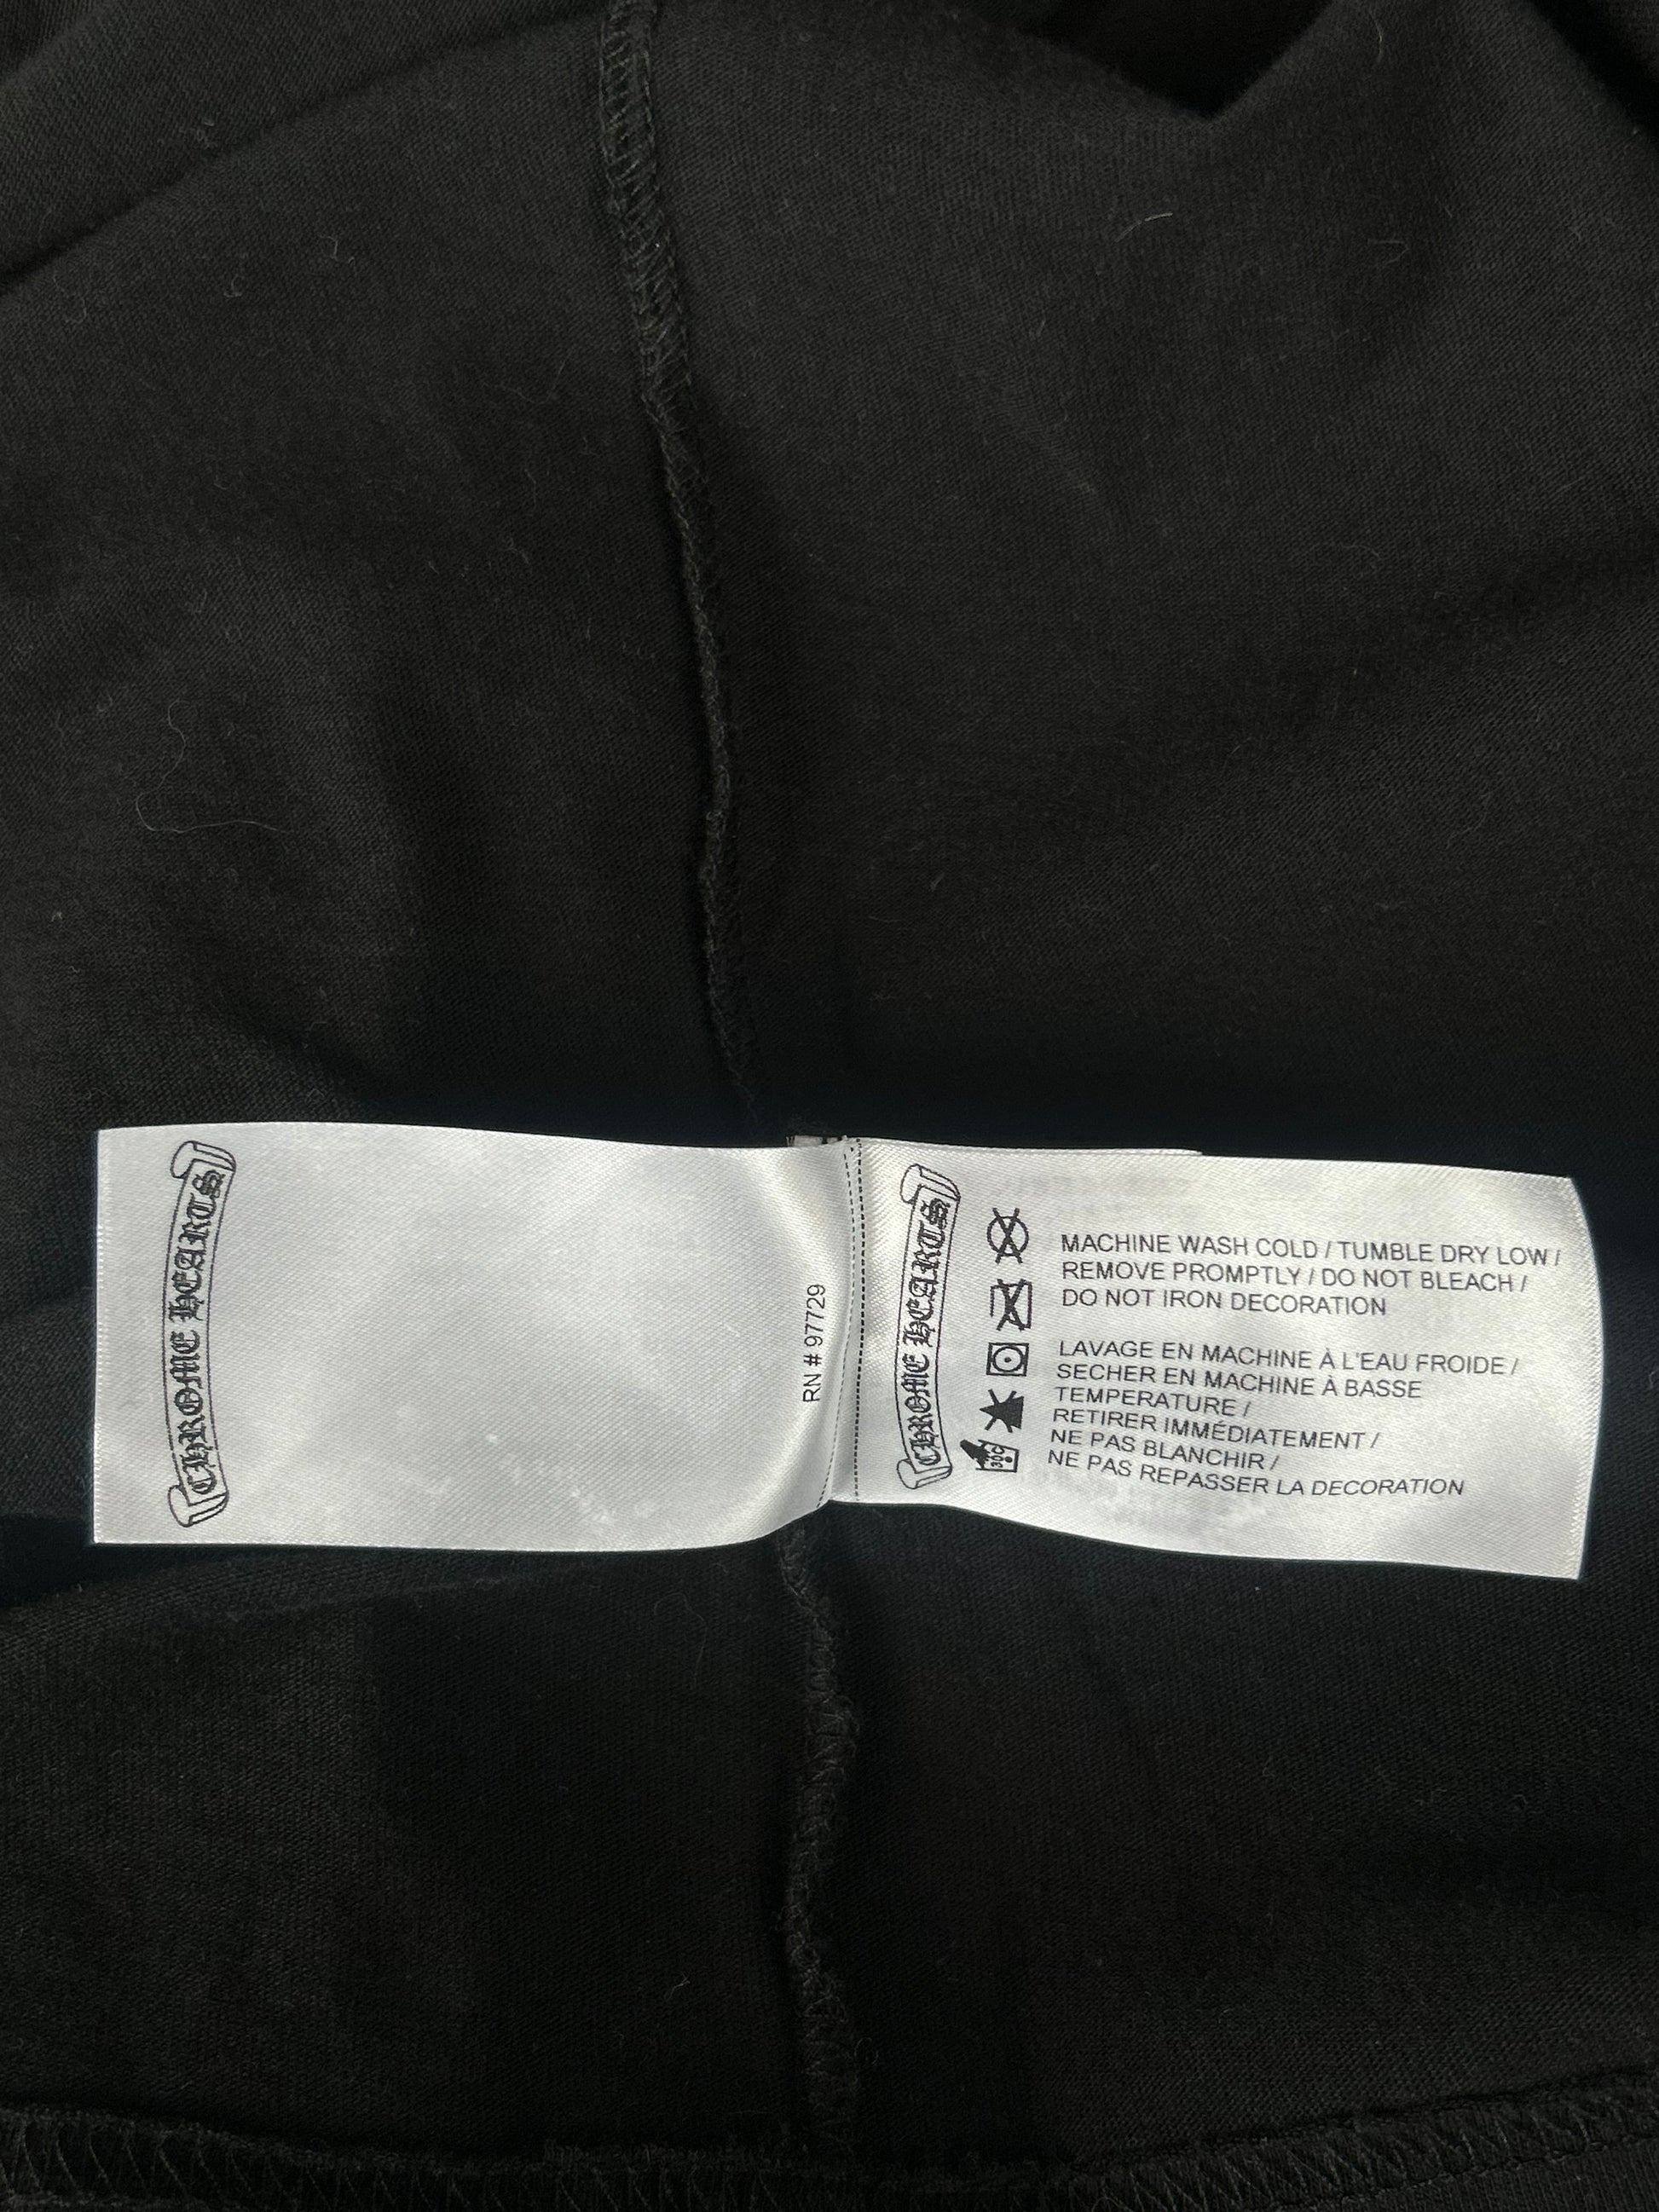 CHROME HEARTS
RN # 97729
CHROME HEARTS
MACHINE WASH COLD / TUMBLE DRY LOW /
REMOVE PROMPTLY / DO NOT BLEACH /
DO NOT IRON DECORATION
LAVAGE EN MACHINE À L'EAU FROIDE /
SECHER EN MACHINE À BASSE
TEMPERATURE /
RETIRER IMMÉDIATEMENT /
NE PAS BLANCHIR /
NE PAS REPASSER LA DECORATION
30C